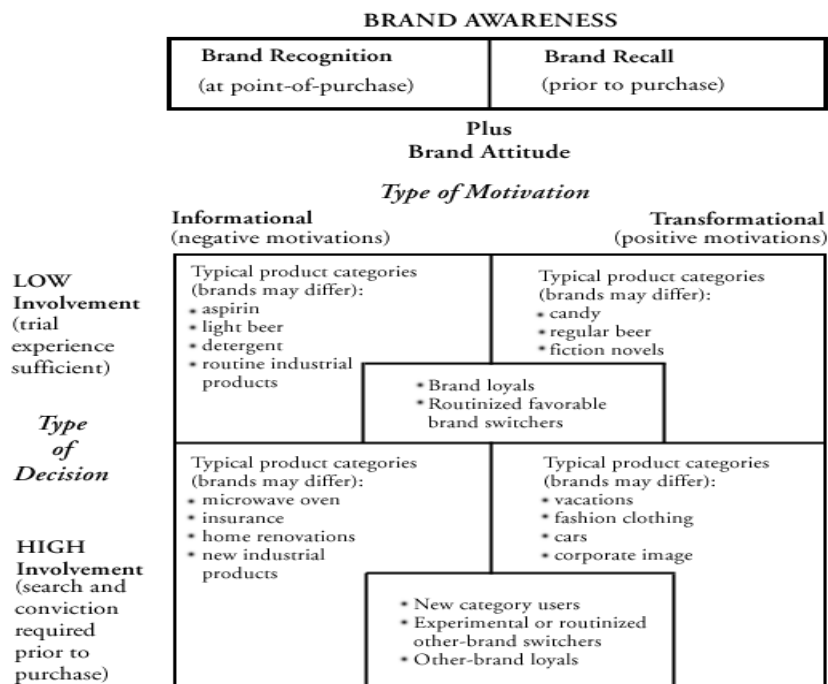 BRAND AWARENESS
Brand Recognition
(at point-of-purchase)
Brand Recall
(prior to purchase)
Plus
Brand Attitude
Type of Motivation
Informational
(negative motivations)
Transformational
(positive motivations)
LOW
Involvement
(trial
experience
sufficient)
Typical product categories
(brands may differ):
* aspirin
* light beer
* detergent
* routine industrial
products
Typical product categories
(brands may differ):
* candy
* regular beer
* fiction novels
* Brand loyals
* Routinized favorable
brand switchers
Type
of
Decision
HIGH
Involvement
(search and
conviction
required
prior to
purchase)
Typical product categories
(brands may differ):
* microwave oven
* insurance
* home renovations
* new industrial
products
Typical product categories
(brands may differ):
* vacations
* fashion clothing
* cars
* corporate image
* New category users
* Experimental or routinized
other-brand switchers
* Other-brand loyals